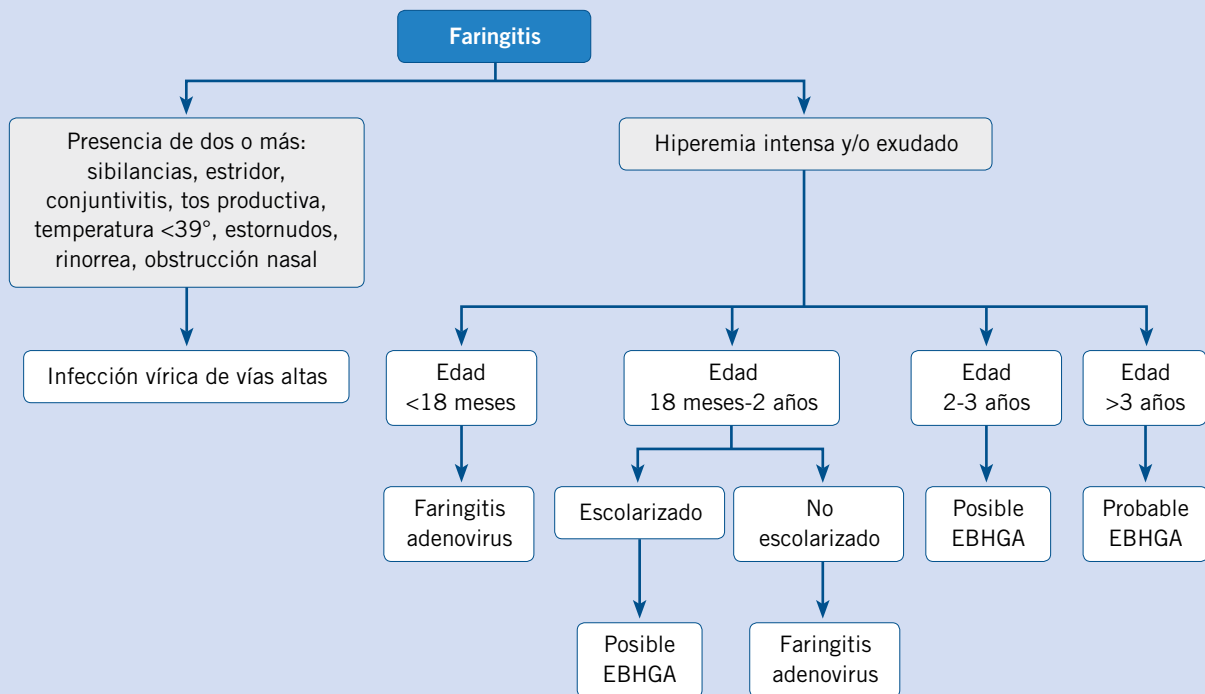 Faringitis
Presencia de dos o más:
sibilancias, estridor,
conjuntivitis, tos productiva,
temperatura <39°, estornudos,
rinorrea, obstrucción nasal
Hiperemia intensa y/o exudado
Infección vírica de vías altas
Edad
<18 meses
Edad
18 meses-2 años
Edad
2-3 años
Edad
>3 años
Faringitis
adenovirus
Escolarizado
No
escolarizado
Posible
EBHGA
Probable
EBHGA
Posible
EBHGA
Faringitis
adenovirus